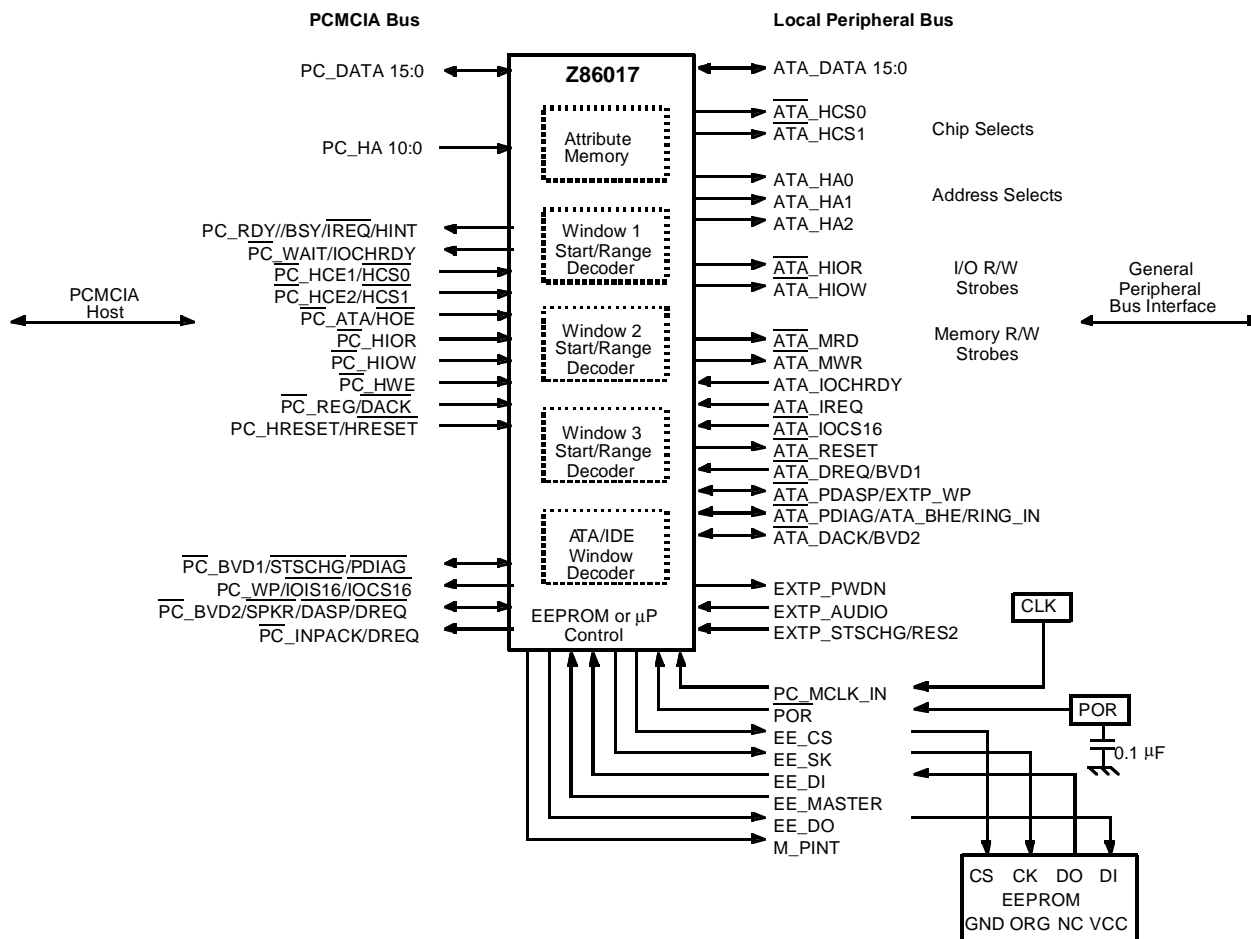 PCMCIA Bus
Local Peripheral Bus
Z86017
PC_DATA 15:0
PC_HA 10:0
PC_RDY//BSY/IREQ/HINT
PC_WAIT/IOCHRDY
PC_HCE1/HCS0
PC_HCE2/HCS1
PC_ATA/HOE
PC_HIOR
PC_HIOW
PC_HWE
PC_REG/DACK
PC_HRESET/HRESET
PCMCIA
Host
PC_BVD1/STSCHG/PDIAG
PC_WP/IOIS16/IOCS16
PC_BVD2/SPKR/DASP/DREQ
PC_INPACK/DREQ
Attribute
Memory
Window 1
Start/Range
Decoder
Window 2
Start/Range
Decoder
Window 3
Start/Range
Decoder
ATA/IDE
Window
Decoder
EEPROM or µP
Control
ATA_DATA 15:0
ATA_HCS0
ATA_HCS1
Chip Selects
ATA_HA0
ATA_HA1
ATA_HA2
Address Selects
ATA_HIOR
ATA_HIOW
I/O R/W
Strobes
ATA_MRD
ATA_MWR
Memory R/W
Strobes
ATA_IOCHRDY
ATA_IREQ
ATA_IOCS16
ATA_RESET
ATA_DREQ/BVD1
ATA_PDASP/EXTP_WP
ATA_PDIAG/ATA_BHE/RING_IN
ATA_DACK/BVD2
General
Peripheral
Bus Interface
EXTP_PWDN
EXTP_AUDIO
EXTP_STSCHG/RES2
CLK
PC_MCLK_IN
POR
POR
0.1 µF
EE_CS
EE_SK
EE_DI
EE_MASTER
EE_DO
M_PINT
CS CK DO DI
EEPROM
GND ORG NC VCC